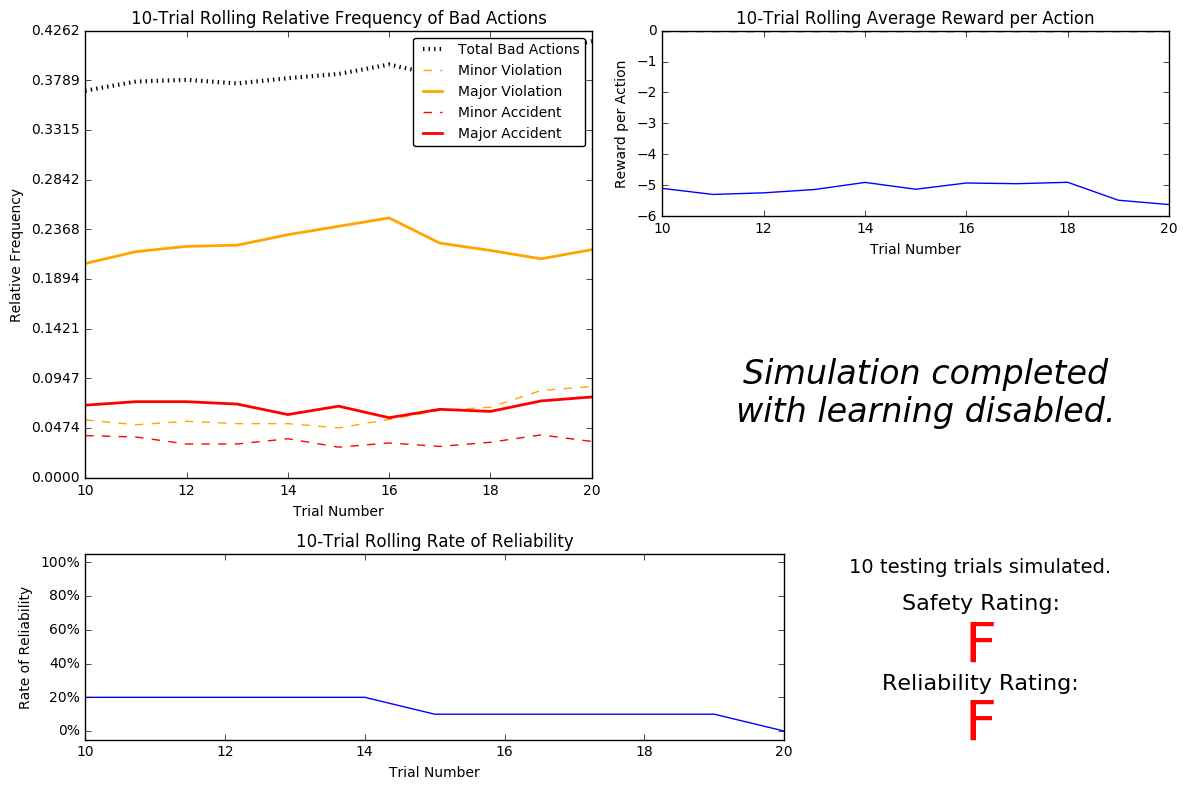 10-Trial Rolling Relative Frequency of Bad Actions
0.4262
0.3789
0.3315
0.2842
0.2368
0.1894
0.1421
0.0947
0.0474
0.0000
Relative Frequency
Total Bad Actions
Minor Violation
Major Violation
Minor Accident
Major Accident
10 12 14 16 18 20
Trial Number
10-Trial Rolling Average Reward per Action
0
−1
−2
−3
−4
−5
−6
Reward per Action
10 12 14 16 18 20
Trial Number
Simulation completed
with learning disabled.
10-Trial Rolling Rate of Reliability
100%
80%
60%
40%
20%
0%
Rate of Reliability
10 12 14 16 18 20
Trial Number
10 testing trials simulated.
Safety Rating:
F
Reliability Rating:
F